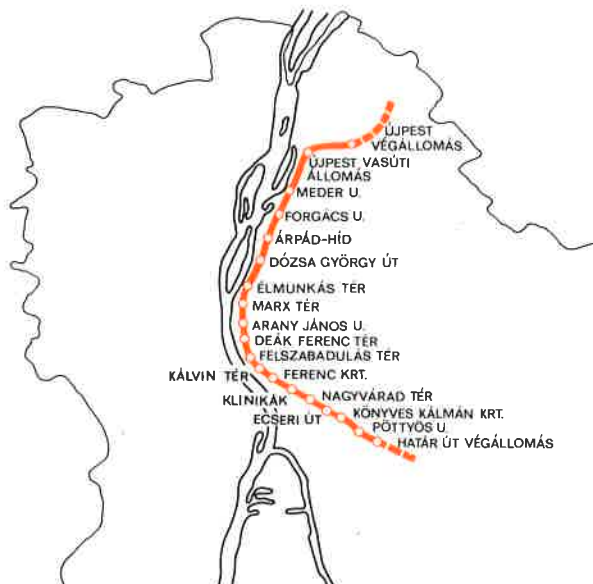 ÚJPEST
VÉGÁLLOMÁS
ÚJPEST, VASÚTI
ÁLLOMÁS
MEDER U.
FORGÁCS U.
ÁRPÁD-HÍD
DÓZSA GYÖRGY ÚT
ÉLMUNKÁS TÉR
MARX TÉR
ARANY JÁNOS U.
DEÁK FERENC TÉR
FELSZABADULÁS TÉR
KÁLVIN TÉR
FERENC KRT.
KLINIKÁK
NAGYVÁRAD TÉR
ECSERI ÚT
KÖNYVES KÁLMÁN KRT.
PÖTTYÖS U.
HATÁR ÚT VÉGÁLLOMÁS